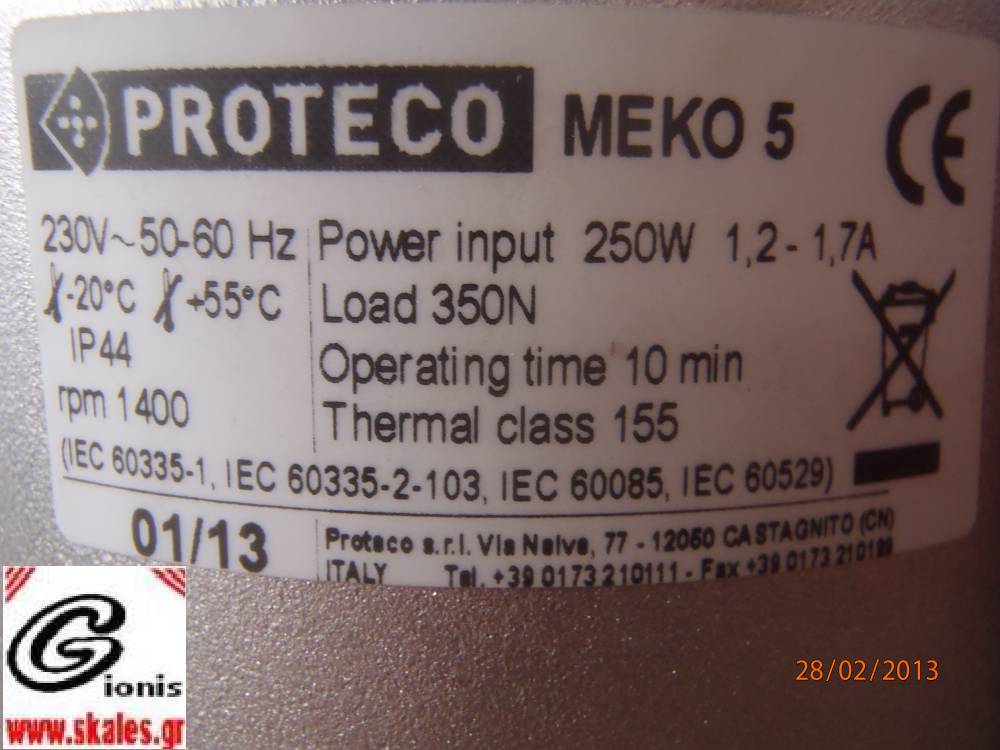 PROTECO MEKO 5 CE
230V~50-60 Hz Power input 250W 1,2 - 1,7A
-20°C +55°C Load 350N
IP44 Operating time 10 min
rpm 1400 Thermal class 155
(IEC 60335-1, IEC 60335-2-103, IEC 60085, IEC 60529)
01/13 Proteco s.r.l. Via Neive, 77 - 12050 CASTAGNITO (CN)
ITALY Tel. +39 0173 210111 - Fax +39 0173 210199
Gionis
www.skales.gr
28/02/2013